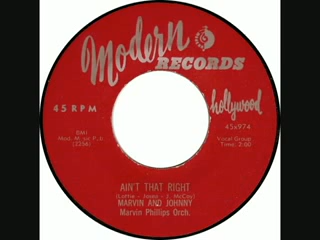 Modern
RECORDS
hollywood
45 RPM
45x974
BMI
Vocal Group
Time: 2:00
AIN'T THAT RIGHT
MARVIN AND JOHNNY
Marvin Phillips Orch.